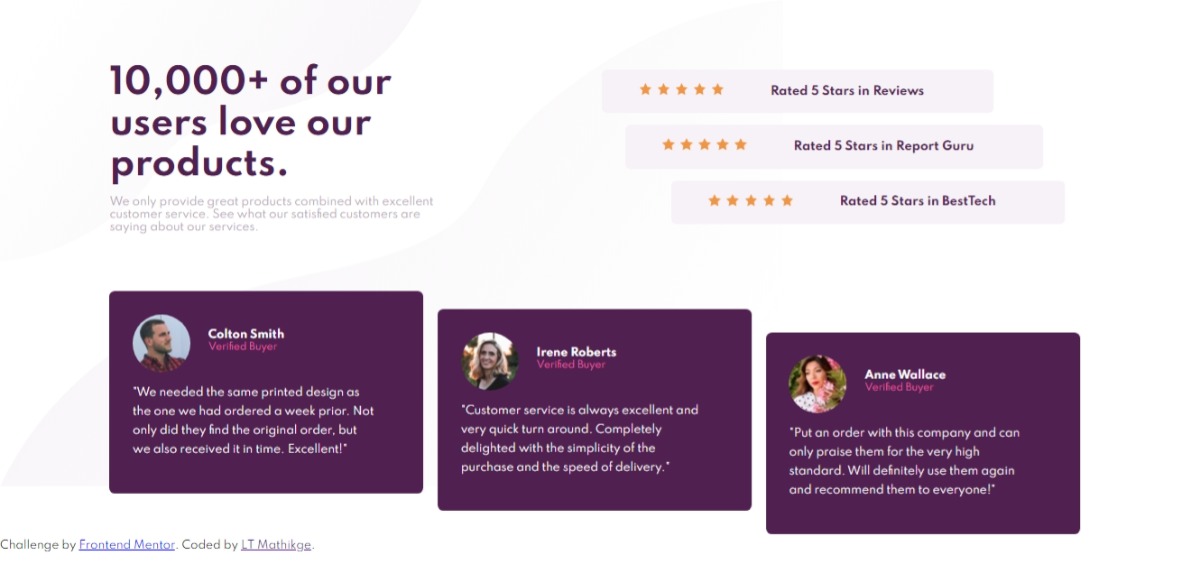 10,000+ of our
users love our
products.
We only provide great products combined with excellent
customer service. See what our satisfied customers are
saying about our services.
Rated 5 Stars in Reviews
Rated 5 Stars in Report Guru
Rated 5 Stars in BestTech
Colton Smith
Verified Buyer
"We needed the same printed design as
the one we had ordered a week prior. Not
only did they find the original order, but
we also received it in time. Excellent!"
Irene Roberts
Verified Buyer
"Customer service is always excellent and
very quick turn around. Completely
delighted with the simplicity of the
purchase and the speed of delivery."
Anne Wallace
Verified Buyer
"Put an order with this company and can
only praise them for the very high
standard. Will definitely use them again
and recommend them to everyone!"
Challenge by Frontend Mentor. Coded by LT Mathikge.